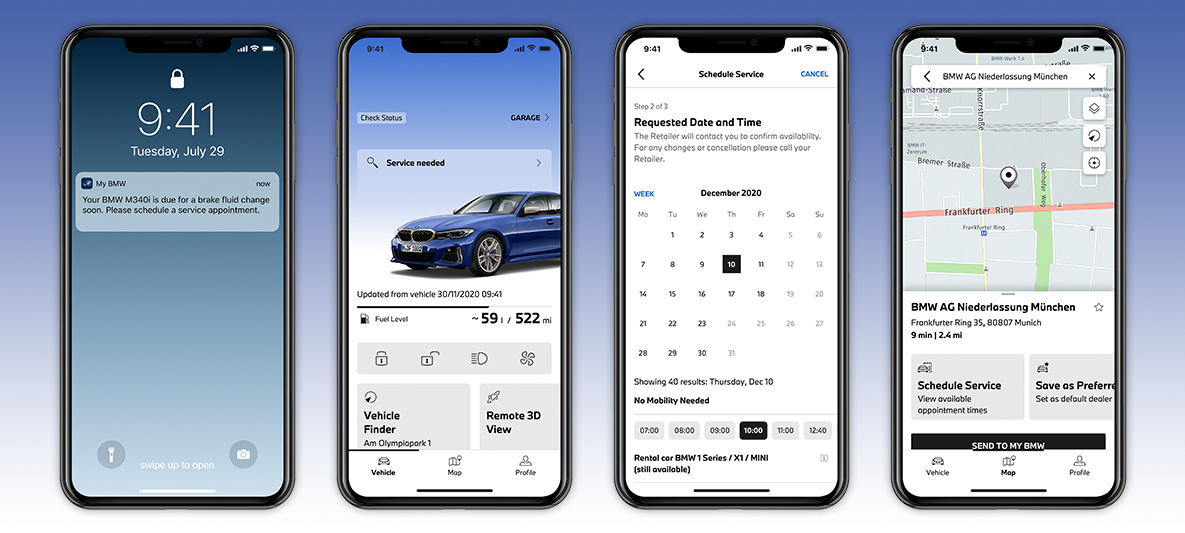 9:41
Tuesday, July 29
My BMW now
Your BMW M340i is due for a brake fluid change
soon. Please schedule a service appointment.
swipe up to open
9:41
Check Status GARAGE
Service needed
Updated from vehicle 30/11/2020 09:41
Fuel Level ~ 59 l / 522 mi
Vehicle
Finder
Am Olympiapark 1
Remote 3D
View
Vehicle Map Profile
9:41
Schedule Service CANCEL
Step 2 of 3
Requested Date and Time
The Retailer will contact you to confirm availablilty.
For any changes or concellation please call your
Retailer.
WEEK December 2020
Mo Tu We Th Fr Sa Su
1 2 3 4 5 6
7 8 9 10 11 12 13
14 15 16 17 18 19 20
21 22 23 24 25 26 27
28 29 30 31
Showing 40 results: Thursday, Dec 10
No Mobility Needed
07:00 08:00 09:00 10:00 11:00 12:40
Rental car BMW 1 Series / X1 / MINI
(still available)
9:41
BMW Werk 1.4
BMW AG Niederlassung München
amand-Straße
Knorrstraße
BMW IT-
Zentrum
Bremer Straße
Oberhofer Weg
Frankfurter Ring
Frankfurter Ring
BMW AG Niederlassung München
Frankfurter Ring 35, 80807 Munich
9 min | 2.4 mi
Schedule Service
View available
appointment times
Save as Preferre
Set as default dealer
SEND TO MY BMW
Vehicle Map Profile